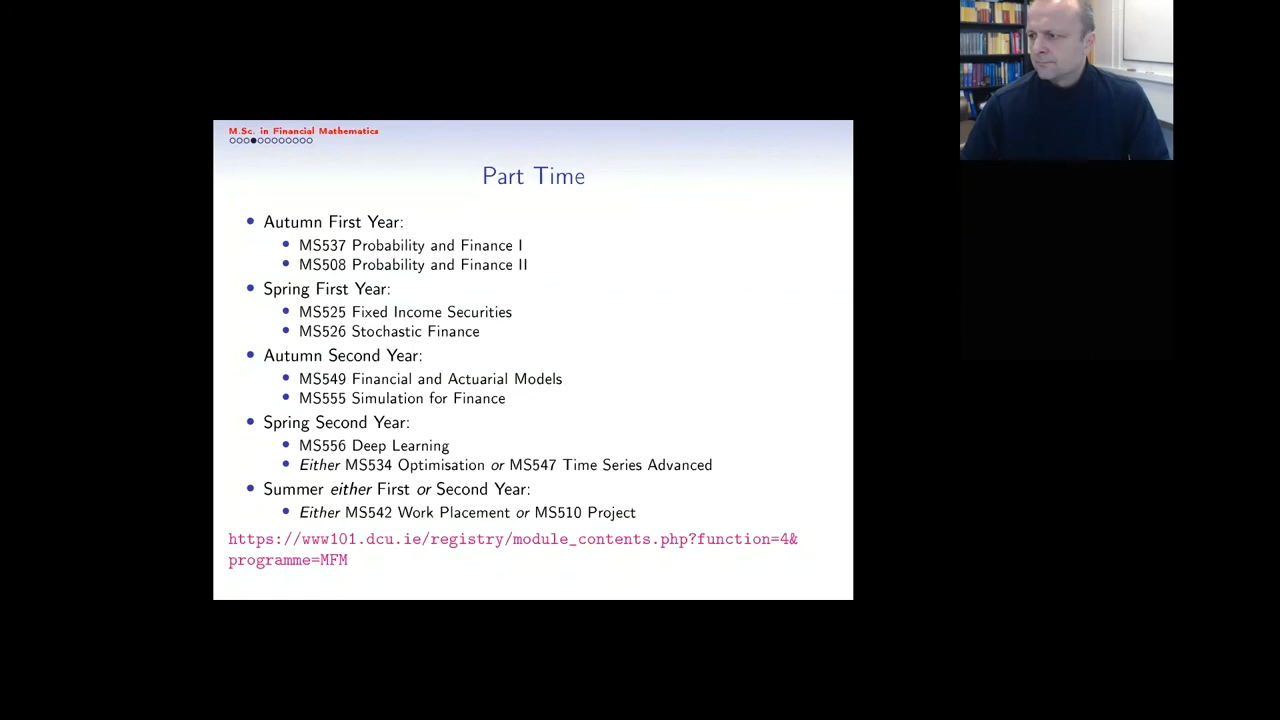 M.Sc. in Financial Mathematics
Part Time
Autumn First Year:
MS537 Probability and Finance I
MS508 Probability and Finance II
Spring First Year:
MS525 Fixed Income Securities
MS526 Stochastic Finance
Autumn Second Year:
MS549 Financial and Actuarial Models
MS555 Simulation for Finance
Spring Second Year:
MS556 Deep Learning
Either MS534 Optimisation or MS547 Time Series Advanced
Summer either First or Second Year:
Either MS542 Work Placement or MS510 Project
https://www101.dcu.ie/registry/module_contents.php?function=4&
programme=MFM